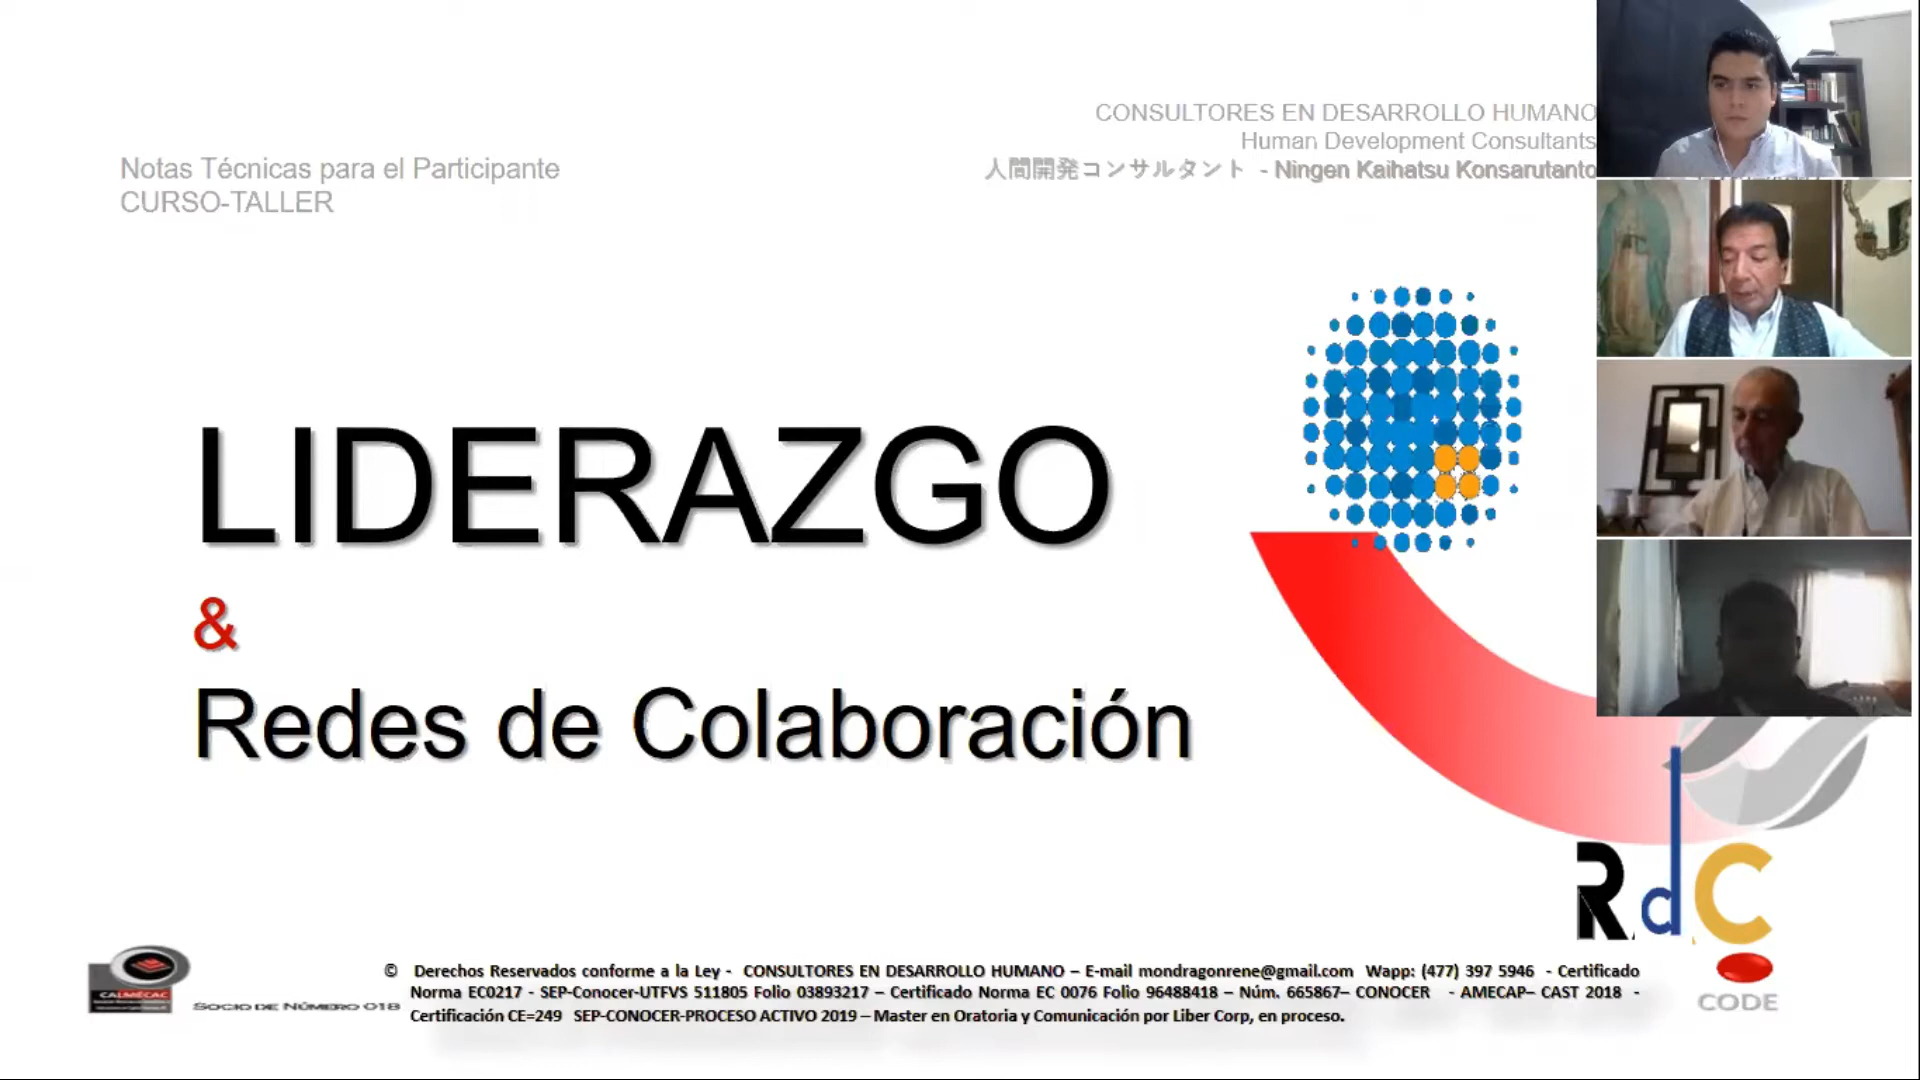 CONSULTORES EN DESARROLLO HUMANO
Human Development Consultants
人間開発コンサルタント - Ningen Kaihatsu Konsarutanto
Notas Técnicas para el Participante
CURSO-TALLER
LIDERAZGO
&
Redes de Colaboración
RdC
CODE
CALMÉCAC
SOCIO DE NÚMERO 018
© Derechos Reservados conforme a la Ley - CONSULTORES EN DESARROLLO HUMANO – E-mail mondragonrene@gmail.com Wapp: (477) 397 5946 - Certificado
Norma EC0217 - SEP-Conocer-UTFVS 511805 Folio 03893217 – Certificado Norma EC 0076 Folio 96488418 – Núm. 665867– CONOCER - AMECAP– CAST 2018 -
Certificación CE=249 SEP-CONOCER-PROCESO ACTIVO 2019 – Master en Oratoria y Comunicación por Liber Corp, en proceso.